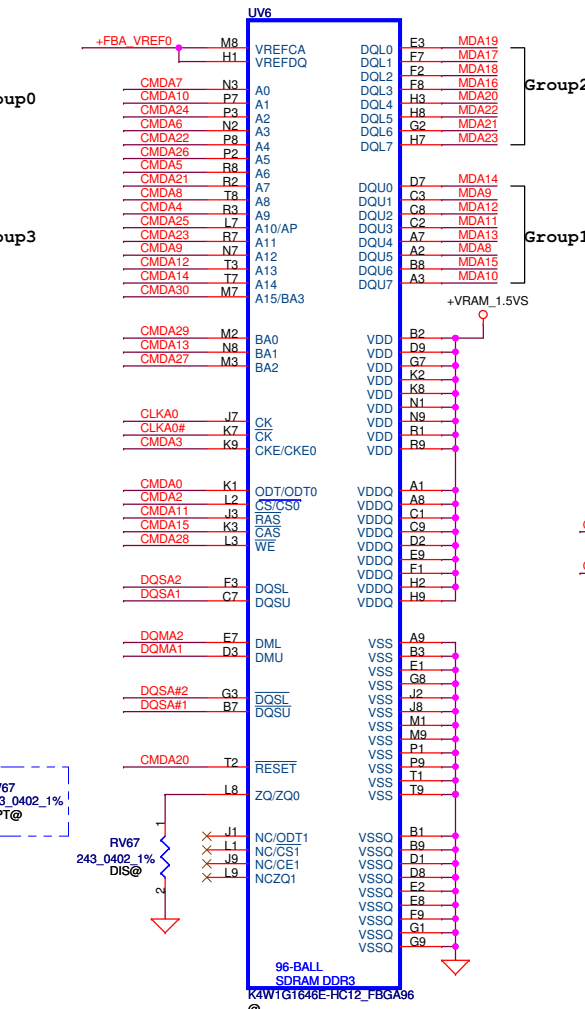 UV6
+FBA_VREF0 M8 VREFCA DQL0 E3 MDA19
H1 VREFDQ DQL1 F7 MDA17
DQL2 F2 MDA18
CMDA7 N3 A0 DQL3 F8 MDA16 Group2
oup0 CMDA10 P7 A1 DQL4 H3 MDA20
CMDA24 P3 A2 DQL5 H8 MDA22
CMDA6 N2 A3 DQL6 G2 MDA21
CMDA22 P8 A4 DQL7 H7 MDA23
CMDA26 P2 A5
CMDA5 R8 A6
CMDA21 R2 A7 DQU0 D7 MDA14
CMDA8 T8 A8 DQU1 C3 MDA9
CMDA4 R3 A9 DQU2 C8 MDA12
CMDA25 L7 A10/AP DQU3 C2 MDA11
oup3 CMDA23 R7 A11 DQU4 A7 MDA13 Group1
CMDA9 N7 A12 DQU5 A2 MDA8
CMDA12 T3 A13 DQU6 B8 MDA15
CMDA14 T7 A14 DQU7 A3 MDA10
CMDA30 M7 A15/BA3
+VRAM_1.5VS
CMDA29 M2 BA0 VDD B2
CMDA13 N8 BA1 VDD D9
CMDA27 M3 BA2 VDD G7
VDD K2
VDD K8
VDD N1
CLKA0 J7 CK VDD N9
CLKA0# K7 CK VDD R1
CMDA3 K9 CKE/CKE0 VDD R9
CMDA0 K1 ODT/ODT0 VDDQ A1
CMDA2 L2 CS/CS0 VDDQ A8
CMDA11 J3 RAS VDDQ C1
CMDA15 K3 CAS VDDQ C9
CMDA28 L3 WE VDDQ D2
VDDQ E9
VDDQ F1
DQSA2 F3 DQSL VDDQ H2
DQSA1 C7 DQSU VDDQ H9
DQMA2 E7 DML VSS A9
DQMA1 D3 DMU VSS B3
VSS E1
VSS G8
DQSA#2 G3 DQSL VSS J2
DQSA#1 B7 DQSU VSS J8
VSS M1
VSS M9
VSS P1
CMDA20 T2 RESET VSS P9
VSS T1
L8 ZQ/ZQ0 VSS T9
V67
3_0402_1%
PT@
1
J1 NC/ODT1 VSSQ B1
RV67 L1 NC/CS1 VSSQ B9
243_0402_1% J9 NC/CE1 VSSQ D1
DIS@ L9 NCZQ1 VSSQ D8
2 VSSQ E2
VSSQ E8
VSSQ F9
VSSQ G1
VSSQ G9
96-BALL
SDRAM DDR3
K4W1G1646E-HC12_FBGA96
@